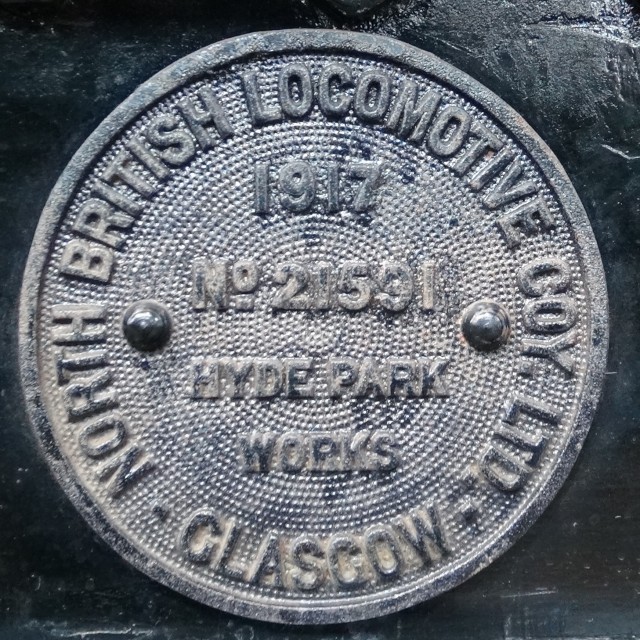 NORTH BRITISH LOCOMOTIVE COY. LTD.
1917
No 21591
HYDE PARK
WORKS
· GLASGOW ·